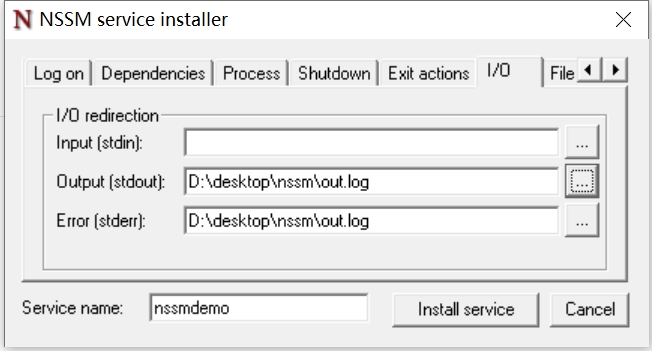 NSSM service installer
Log on Dependencies Process Shutdown Exit actions I/O File
I/O redirection
Input (stdin): ...
Output (stdout): D:\desktop\nssm\out.log ...
Error (stderr): D:\desktop\nssm\out.log ...
Service name: nssmdemo Install service Cancel